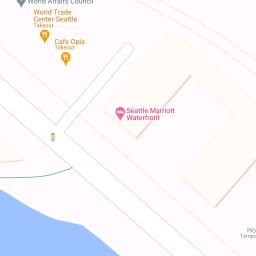 World Affairs Council
World Trade
Center Seattle
Takeout
Cafe Opla
Takeout
Seattle Marriott
Waterfront